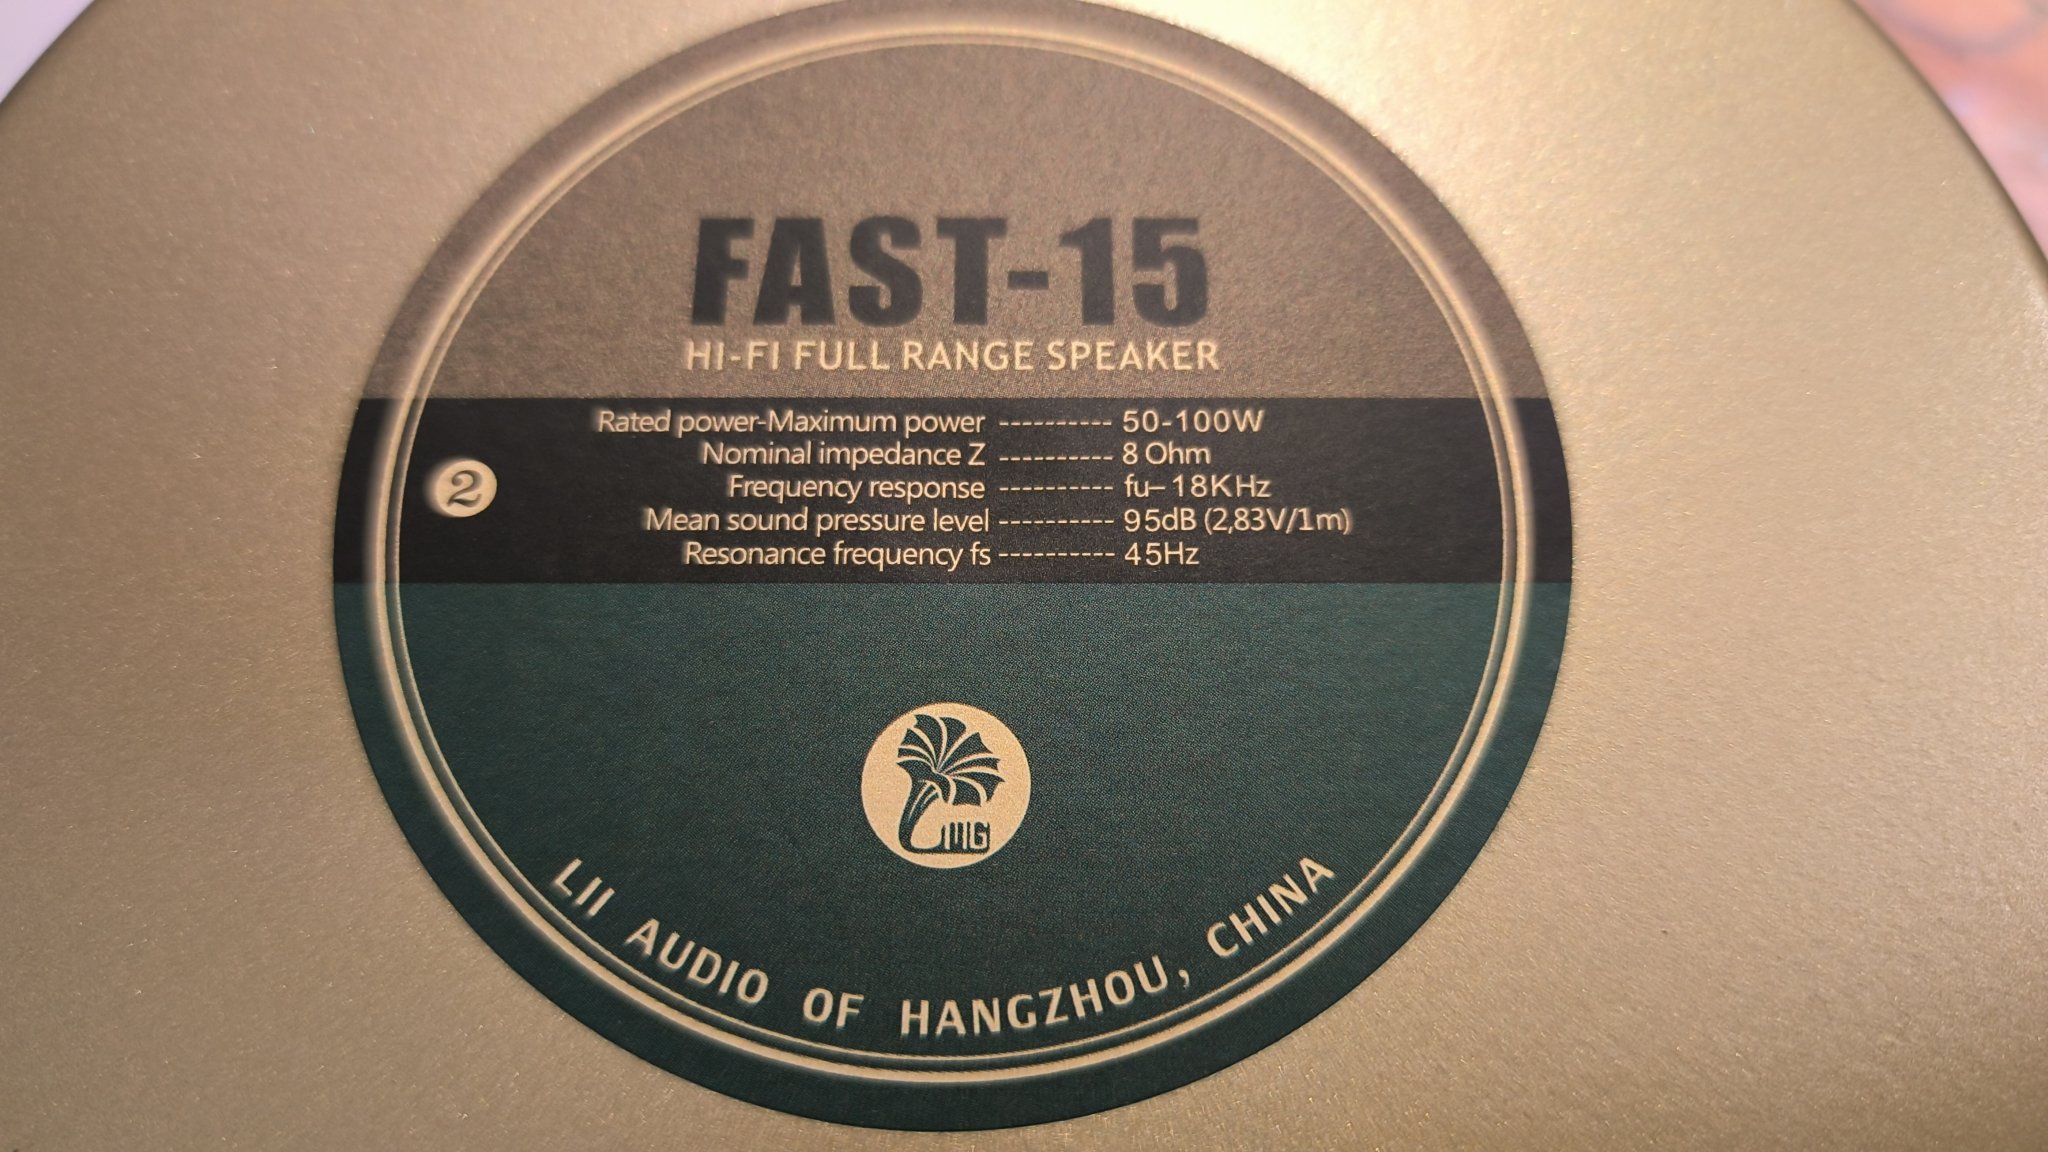 FAST-15
HI-FI FULL RANGE SPEAKER
Rated power-Maximum power ---------- 50-100W
Nominal impedance Z ---------- 8 Ohm
Frequency response ---------- fu–18KHz
Mean sound pressure level ---------- 95dB (2,83V/1m)
Resonance frequency fs ---------- 45Hz
2
MG
LII AUDIO OF HANGZHOU, CHINA